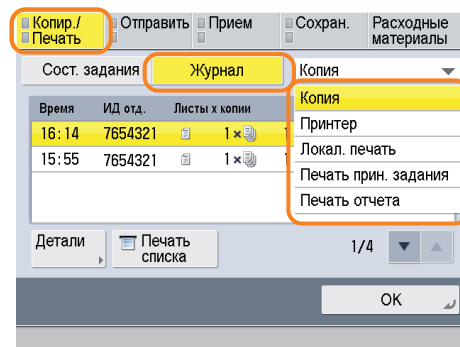 Копир./ Отправить Прием Сохран. Расходные
Печать материалы
Сост. задания Журнал Копия
Время ИД отд. Листы х копии Копия
16:14 7654321 1× Принтер
15:55 7654321 1× Локал. печать
Печать прин. задания
Печать отчета
Детали Печать списка 1/4
OK